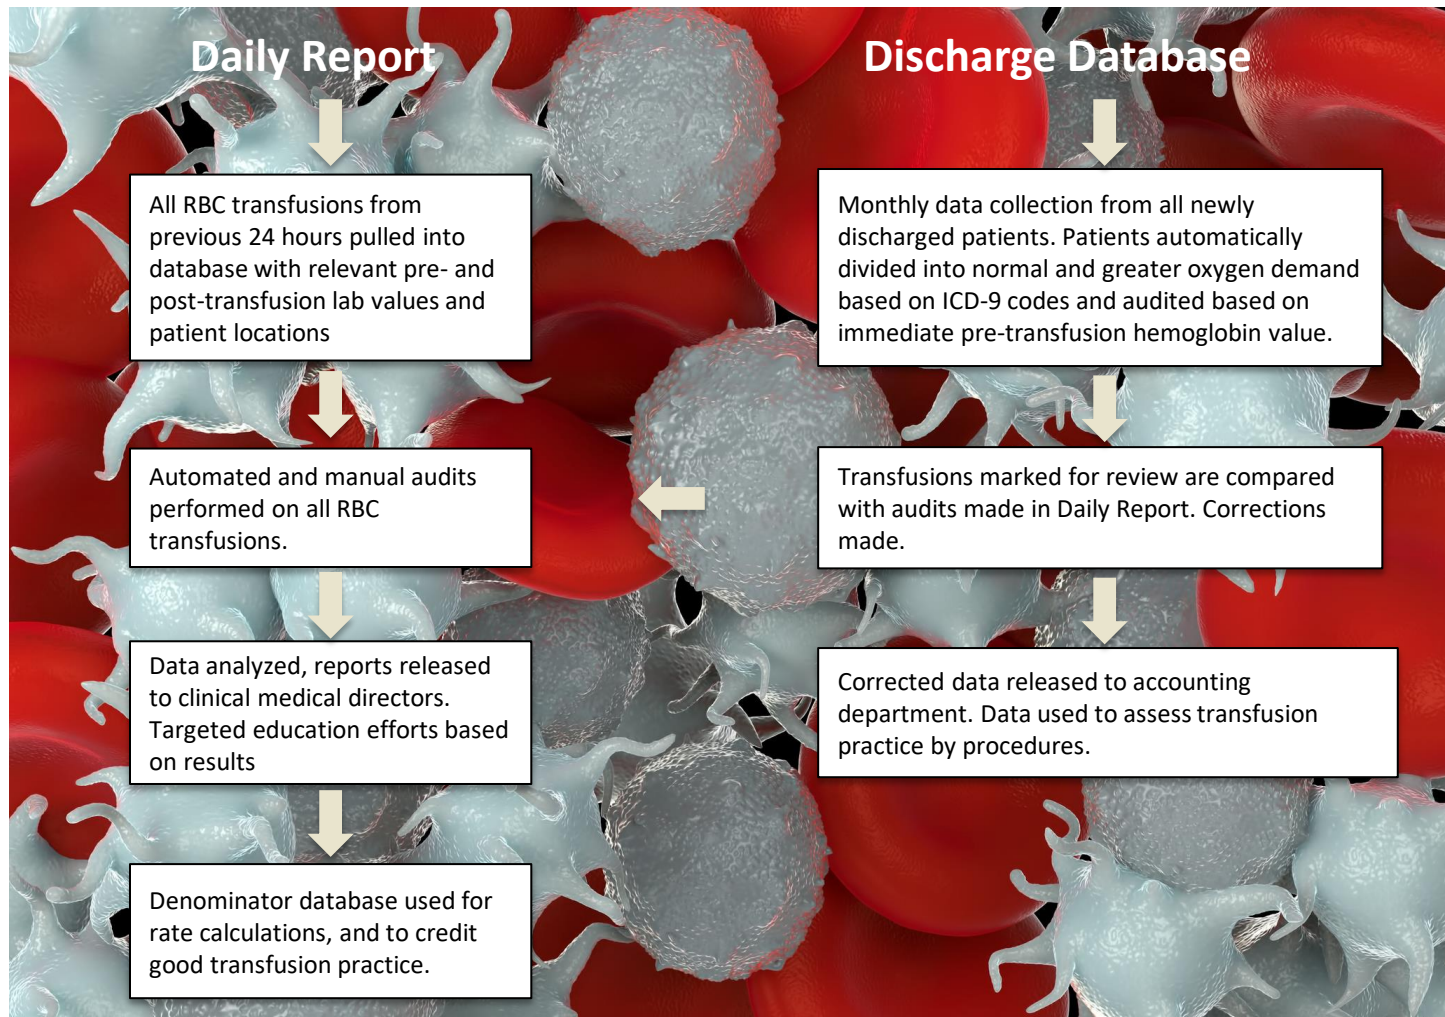 Daily Report
All RBC transfusions from
previous 24 hours pulled into
database with relevant pre- and
post-transfusion lab values and
patient locations
Automated and manual audits
performed on all RBC
transfusions.
Data analyzed, reports released
to clinical medical directors.
Targeted education efforts based
on results
Denominator database used for
rate calculations, and to credit
good transfusion practice.
Discharge Database
Monthly data collection from all newly
discharged patients. Patients automatically
divided into normal and greater oxygen demand
based on ICD-9 codes and audited based on
immediate pre-transfusion hemoglobin value.
Transfusions marked for review are compared
with audits made in Daily Report. Corrections
made.
Corrected data released to accounting
department. Data used to assess transfusion
practice by procedures.